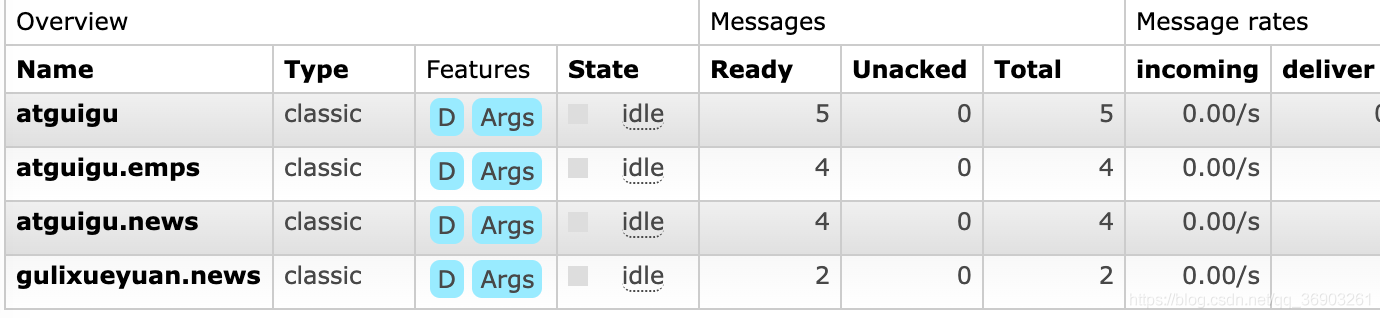 Overview Messages Message rates
Name Type Features State Ready Unacked Total incoming deliver
atguigu classic D Args idle 5 0 5 0.00/s
atguigu.emps classic D Args idle 4 0 4 0.00/s
atguigu.news classic D Args idle 4 0 4 0.00/s
gulixueyuan.news classic D Args idle 2 0 2 0.00/s
https://blog.csdn.net/qq_36903261